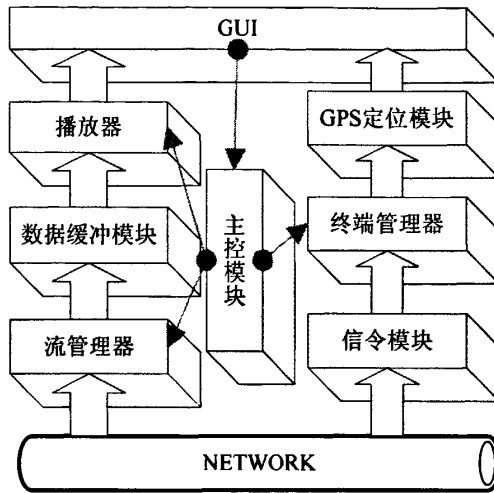 GUI
播放器
GPS定位模块
数据缓冲模块
主控模块
终端管理器
流管理器
信令模块
NETWORK